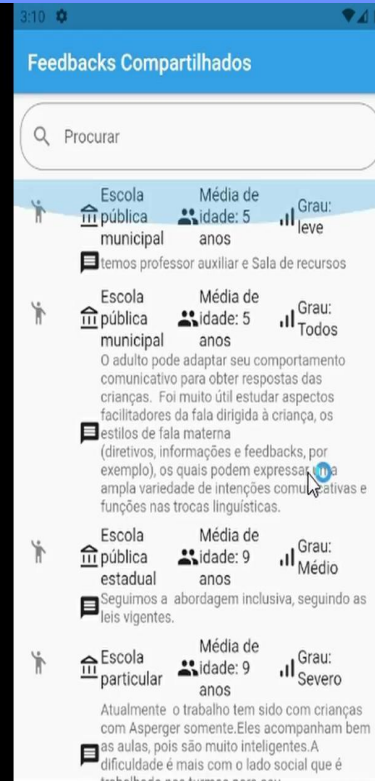 3:10
Feedbacks Compartilhados
Procurar
Escola pública municipal
Média de idade: 5 anos
Grau: leve
temos professor auxiliar e Sala de recursos
Escola pública municipal
Média de idade: 5 anos
Grau: Todos
O adulto pode adaptar seu comportamento
comunicativo para obter respostas das
crianças. Foi muito útil estudar aspectos
facilitadores da fala dirigida à criança, os
estilos de fala materna
(diretivos, informações e feedbacks, por
exemplo), os quais podem expressar
ampla variedade de intenções comunicativas e
funções nas trocas linguísticas.
Escola pública estadual
Média de idade: 9 anos
Grau: Médio
Seguimos a abordagem inclusiva, seguindo as
leis vigentes.
Escola particular
Média de idade: 9 anos
Grau: Severo
Atualmente o trabalho tem sido com crianças
com Asperger somente.Eles acompanham bem
as aulas, pois são muito inteligentes.A
dificuldade é mais com o lado social que é